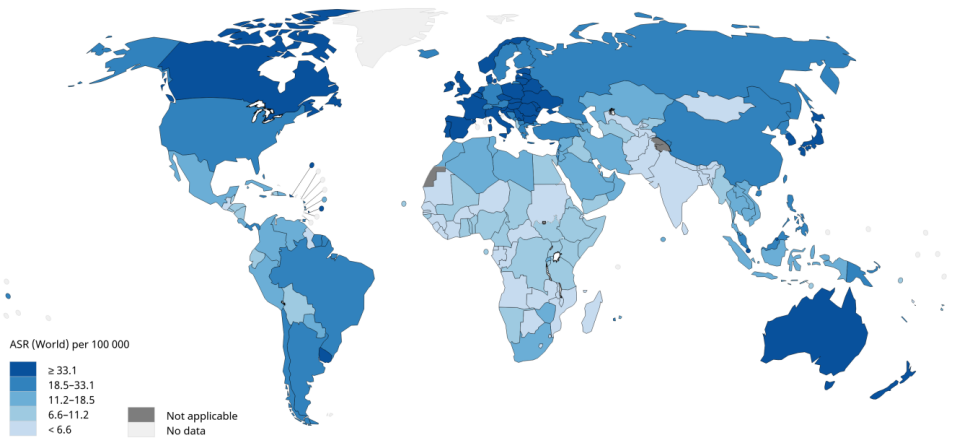 ASR (World) per 100 000
≥ 33.1
18.5–33.1
11.2–18.5
6.6–11.2
< 6.6
Not applicable
No data